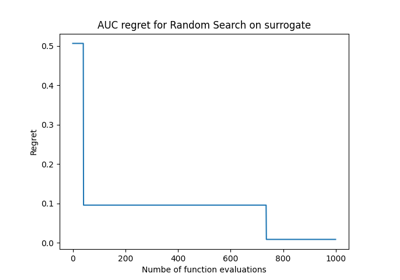 AUC regret for Random Search on surrogate
0.5
0.4
0.3
0.2
0.1
0.0
Regret
0 200 400 600 800 1000
Numbe of function evaluations